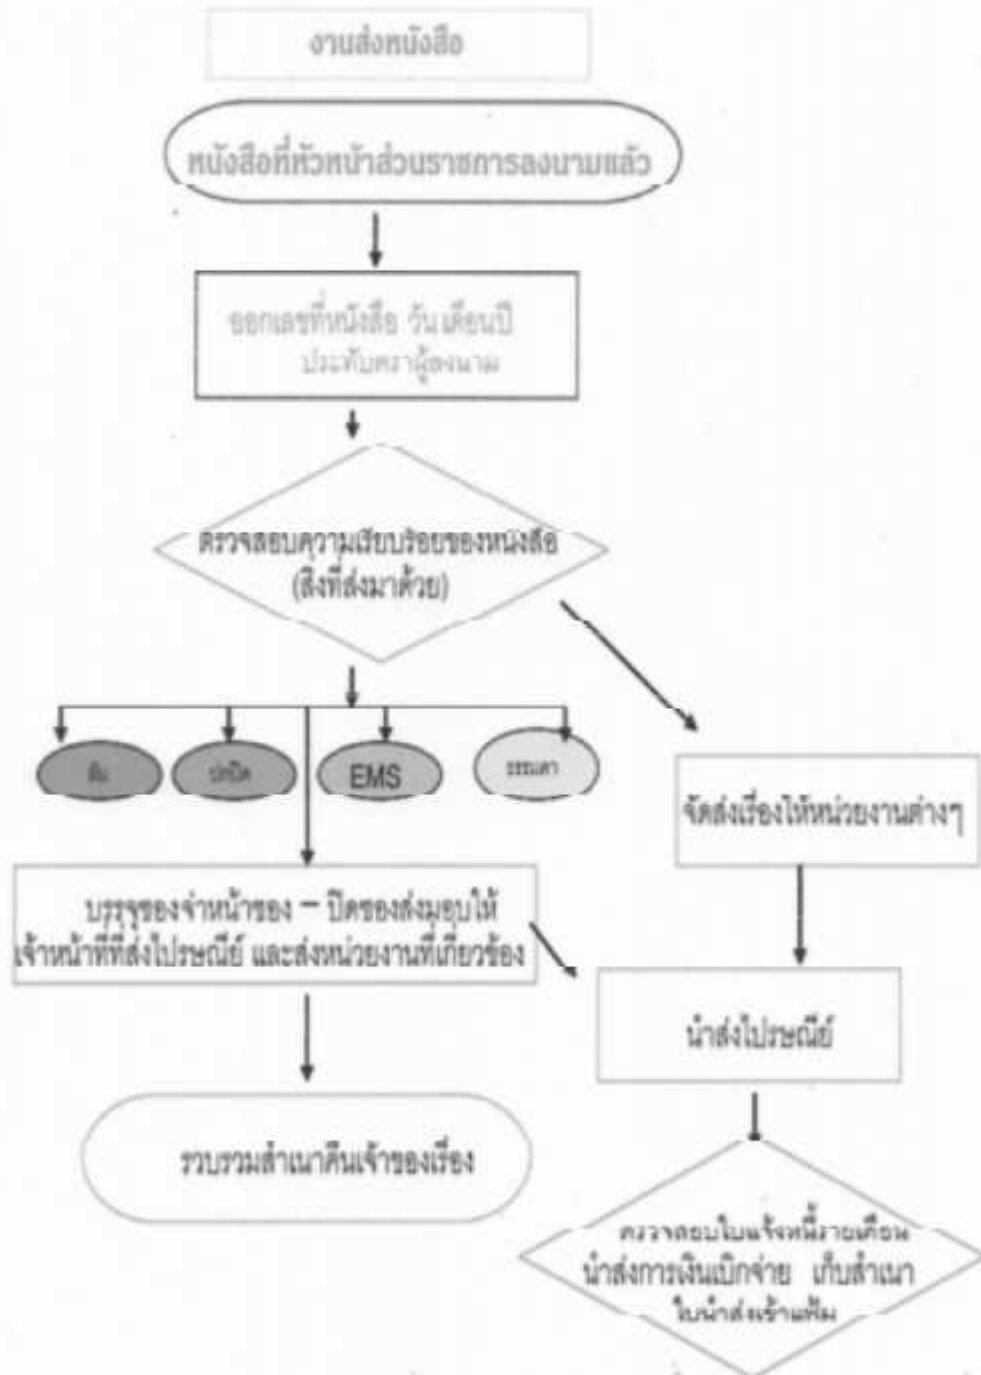 งานส่งหนังสือ
หนังสือที่หัวหน้าส่วนราชการลงนามแล้ว
ออกเลขที่หนังสือ วัน เดือนปี
ประทับตราผู้ลงนาม
ตรวจสอบความเรียบร้อยของหนังสือ
(สิ่งที่ส่งมาด้วย)
EMS
ธรรมดา
จัดส่งเรื่องให้หน่วยงานต่างๆ
บรรจุซองจ่าหน้าซอง – ปิดซองส่งมอบให้
เจ้าหน้าที่ที่ส่งไปรษณีย์ และส่งหน่วยงานที่เกี่ยวข้อง
นำส่งไปรษณีย์
รวบรวมสำเนาคืนเจ้าของเรื่อง
ตรวจสอบใบแจ้งหนี้รายเดือน
นำส่งการเงินเบิกจ่าย เก็บสำเนา
ใบนำส่งเข้าแฟ้ม